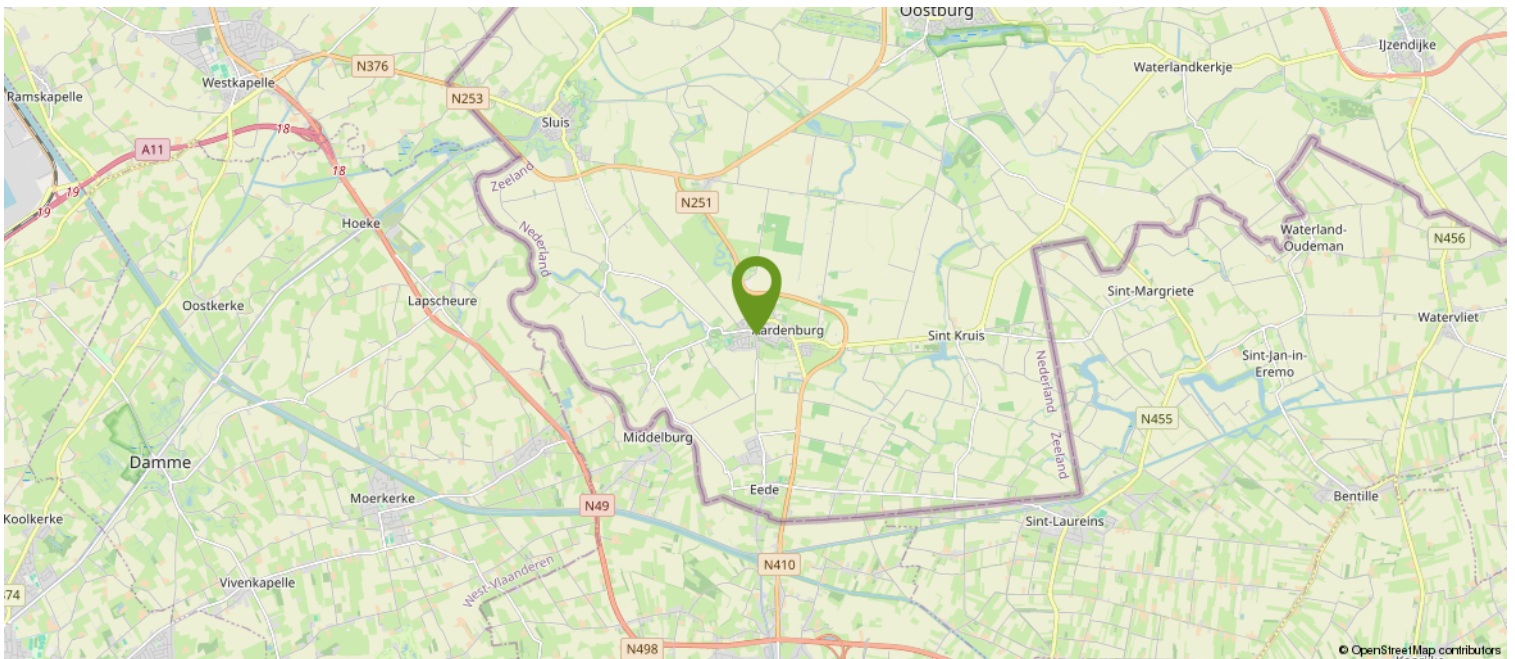 Oostburg
IJzendijke
N376
Waterlandkerkje
Westkapelle
Ramskapelle
N253
Sluis
18
A11
18
Zeeland
19
19
N251
Hoeke
Nederland
Waterland-
Oudeman
N456
Sint-Margriete
Lapscheure
Oostkerke
Watervliet
Aardenburg
Sint Kruis
Sint-Jan-in-
Eremo
Nederland
N455
Middelburg
Zeeland
Damme
Eede
Moerkerke
Bentille
N49
Koolkerke
Sint-Laureins
N410
West-Vlaanderen
Vivenkapelle
374
N498
© OpenStreetMap contributors